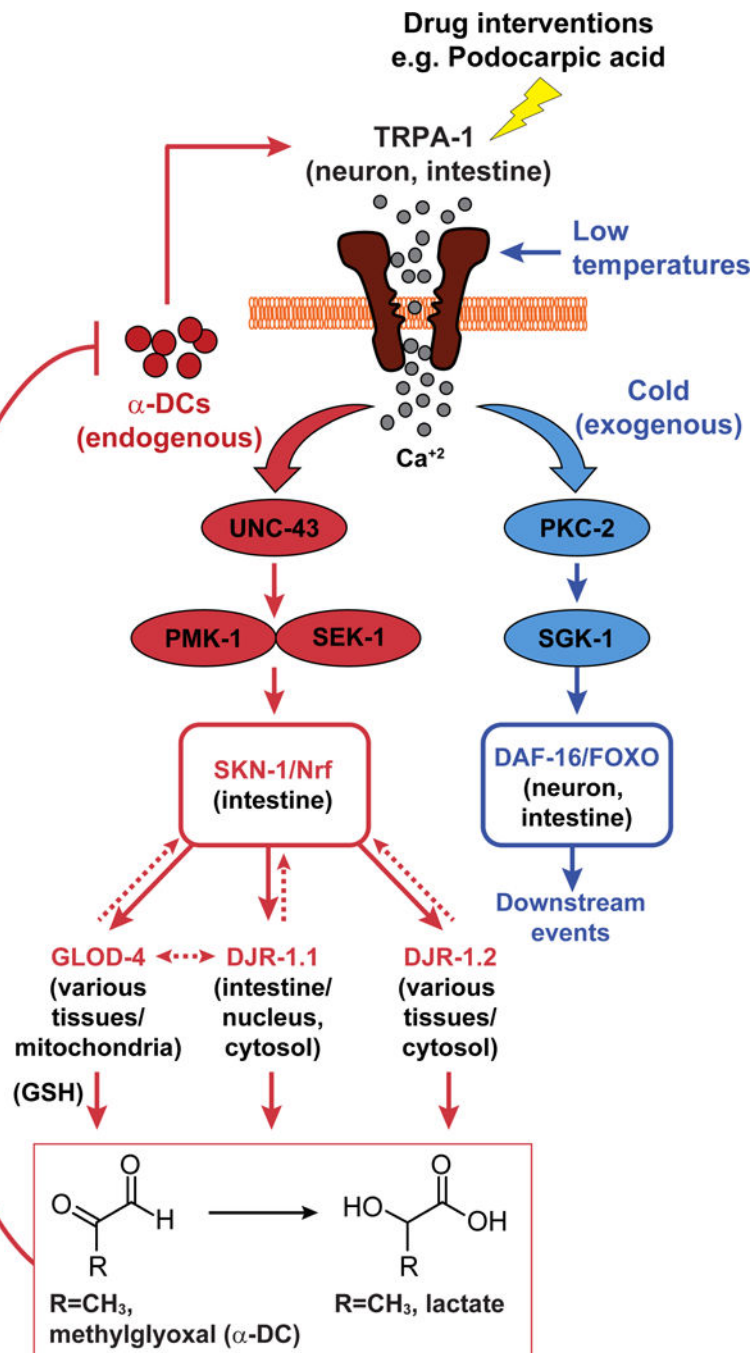 Drug interventions
e.g. Podocarpic acid
TRPA-1
(neuron, intestine)
Low
temperatures
α-DCs
(endogenous)
Cold
(exogenous)
Ca⁺²
UNC-43
PKC-2
PMK-1
SEK-1
SGK-1
SKN-1/Nrf
(intestine)
DAF-16/FOXO
(neuron,
intestine)
Downstream
events
GLOD-4
(various
tissues/
mitochondria)
DJR-1.1
(intestine/
nucleus,
cytosol)
DJR-1.2
(various
tissues/
cytosol)
(GSH)
O
O
H
R
HO
O
OH
R
R=CH₃,
methylglyoxal (α-DC)
R=CH₃, lactate